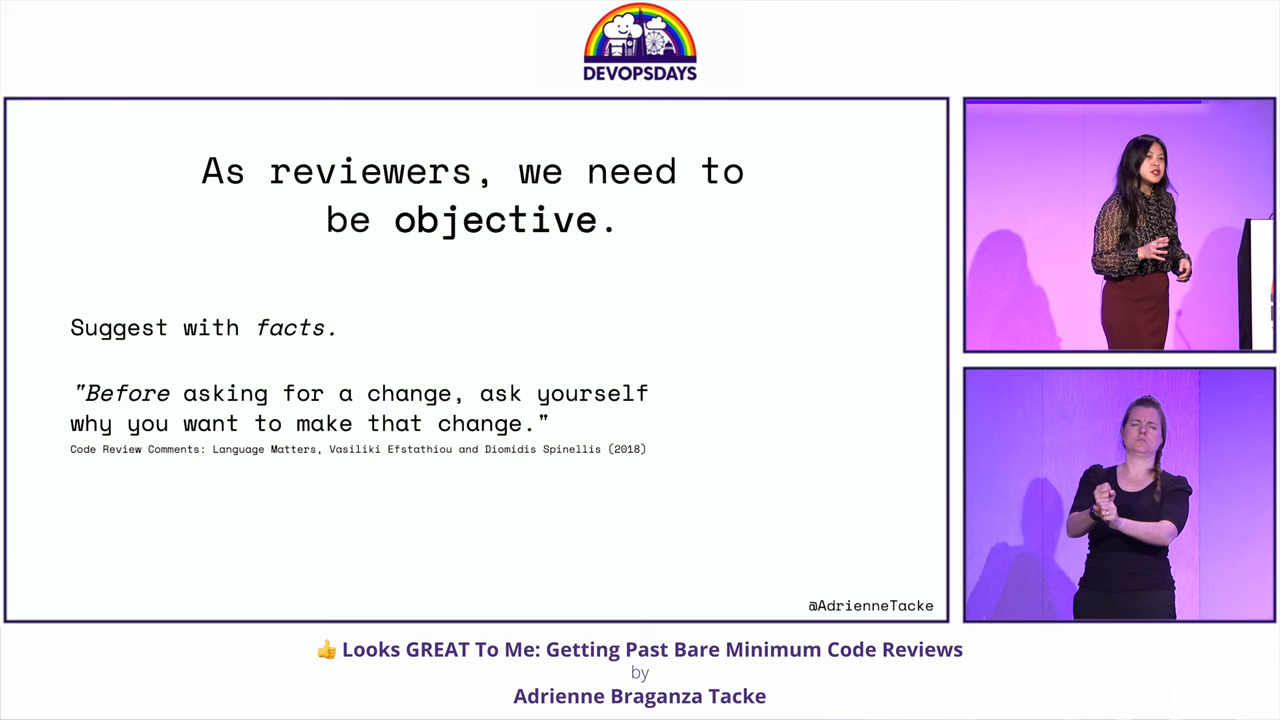 DEVOPSDAYS
As reviewers, we need to
be objective.
Suggest with facts.
"Before asking for a change, ask yourself
why you want to make that change."
Code Review Comments: Language Matters, Vasiliki Efstathiou and Diomidis Spinellis (2018)
@AdrienneTacke
👍 Looks GREAT To Me: Getting Past Bare Minimum Code Reviews
by
Adrienne Braganza Tacke